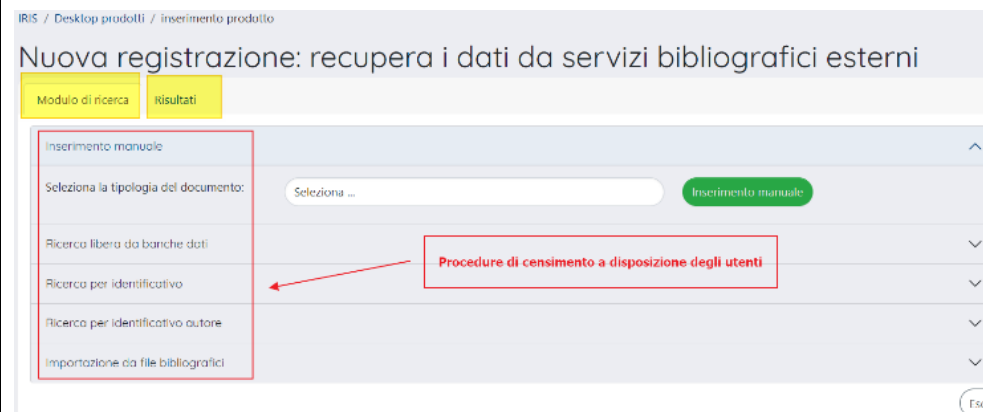 IRIS / Desktop prodotti / inserimento prodotto
Nuova registrazione: recupera i dati da servizi bibliografici esterni
Modulo di ricerca Risultati
Inserimento manuale
Seleziona la tipologia del documento: Seleziona ... Inserimento manuale
Ricerca libera da banche dati
Procedure di censimento a disposizione degli utenti
Ricerca per identificativo
Ricerca per identificativo autore
Importazione da file bibliografici